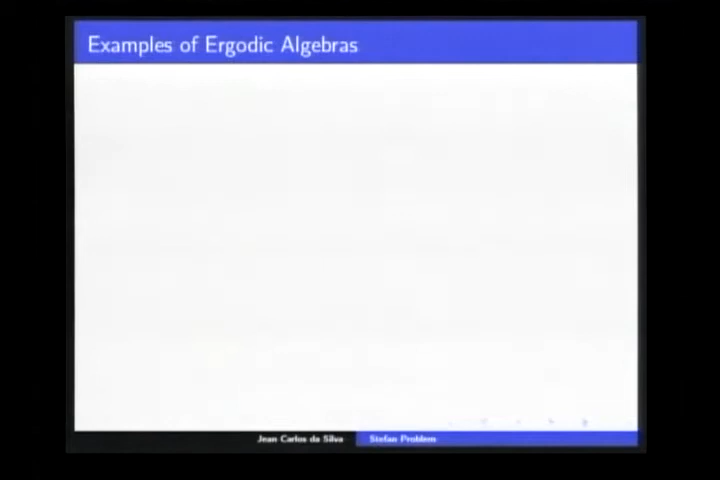 Examples of Ergodic Algebras
Jean Carlos da Silva
Stefan Problem